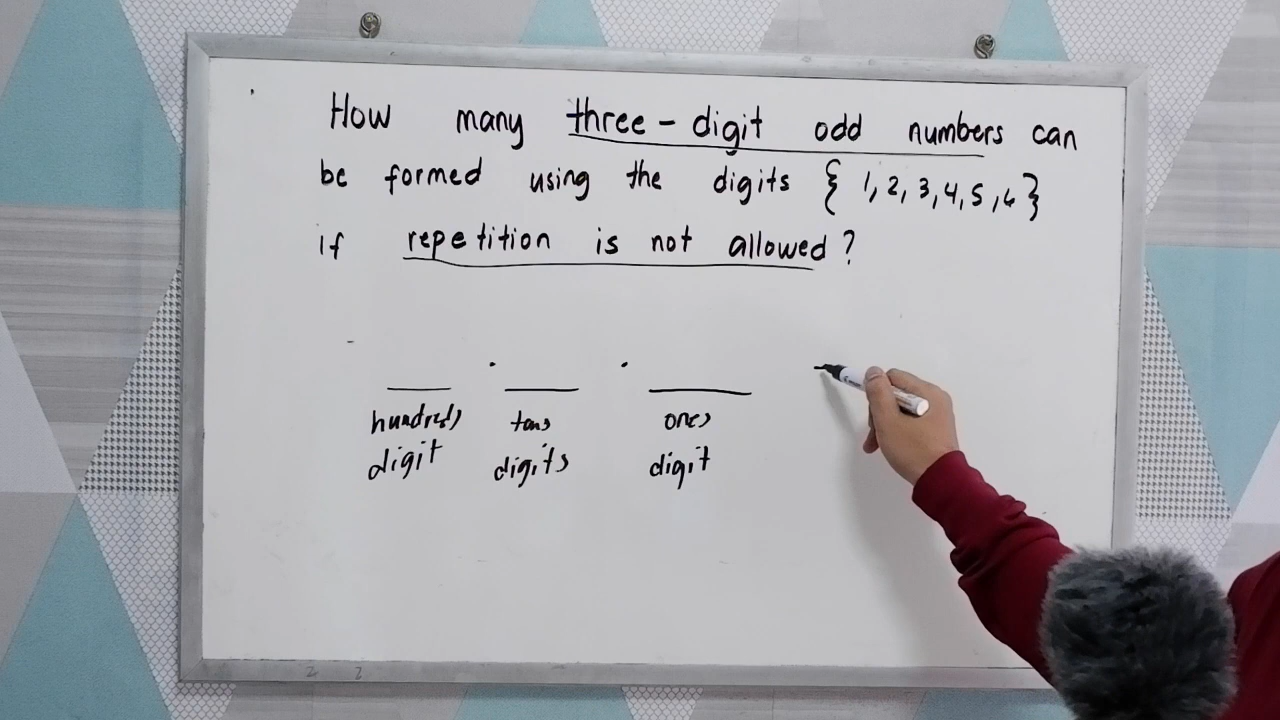 How many three-digit odd numbers can
be formed using the digits { 1, 2, 3, 4, 5, 6 }
if repetition is not allowed?
hundreds tens ones
digit digits digit